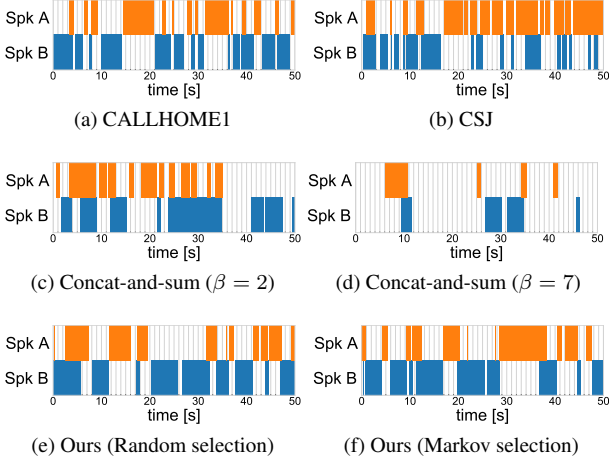 Spk A
Spk B
0 10 20 30 40 50
time [s]
(a) CALLHOME1
Spk A
Spk B
0 10 20 30 40 50
time [s]
(b) CSJ
Spk A
Spk B
0 10 20 30 40 50
time [s]
(c) Concat-and-sum (β = 2)
Spk A
Spk B
0 10 20 30 40 50
time [s]
(d) Concat-and-sum (β = 7)
Spk A
Spk B
0 10 20 30 40 50
time [s]
(e) Ours (Random selection)
Spk A
Spk B
0 10 20 30 40 50
time [s]
(f) Ours (Markov selection)